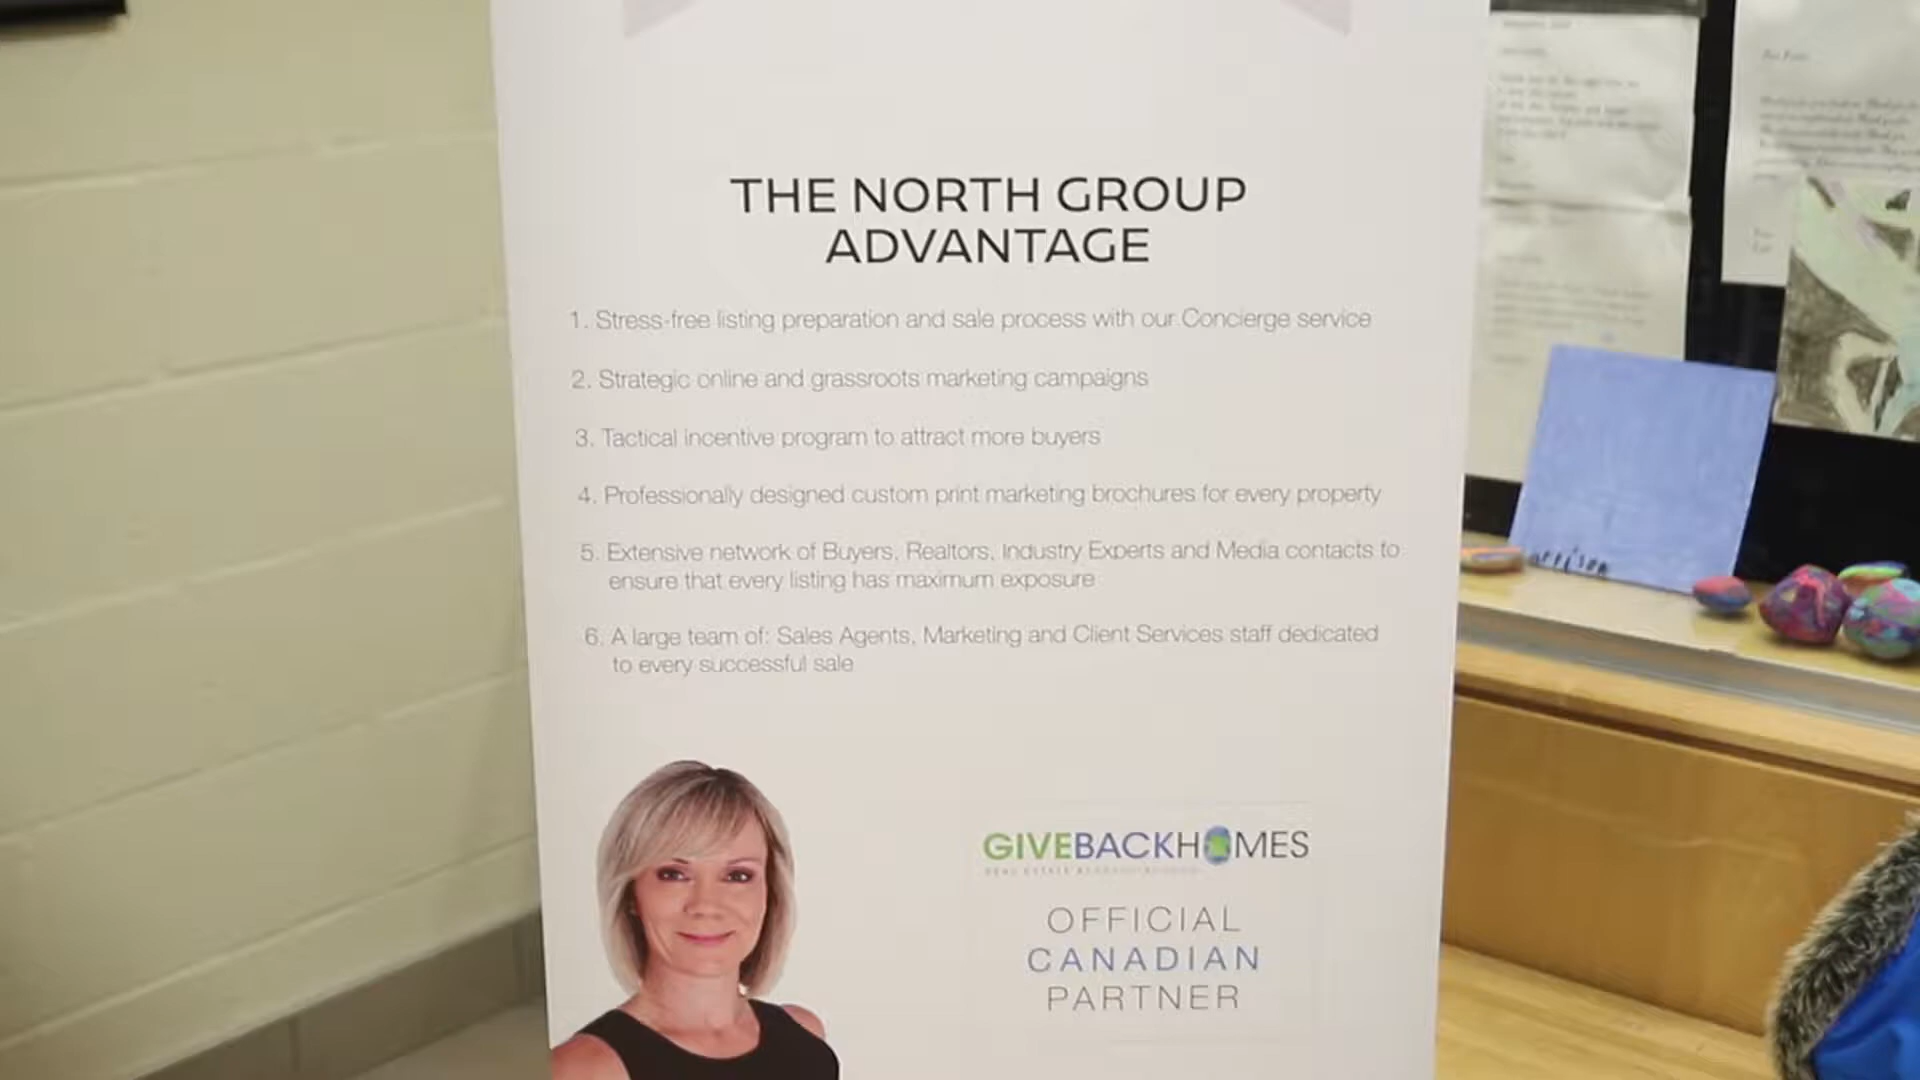 THE NORTH GROUP
ADVANTAGE
1. Stress-free listing preparation and sale process with our Concierge service
2. Strategic online and grassroots marketing campaigns
3. Tactical incentive program to attract more buyers
4. Professionally designed custom print marketing brochures for every property
5. Extensive network of Buyers, Realtors, Industry Experts and Media contacts to
ensure that every listing has maximum exposure
6. A large team of: Sales Agents, Marketing and Client Services staff dedicated
to every successful sale
GIVEBACKHOMES
REAL ESTATE
OFFICIAL
CANADIAN
PARTNER